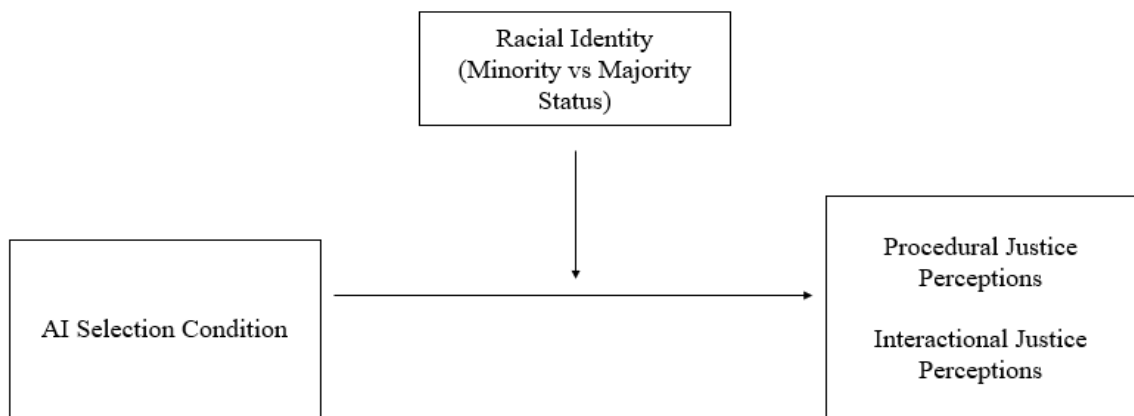 Racial Identity
(Minority vs Majority
Status)
AI Selection Condition
Procedural Justice
Perceptions
Interactional Justice
Perceptions